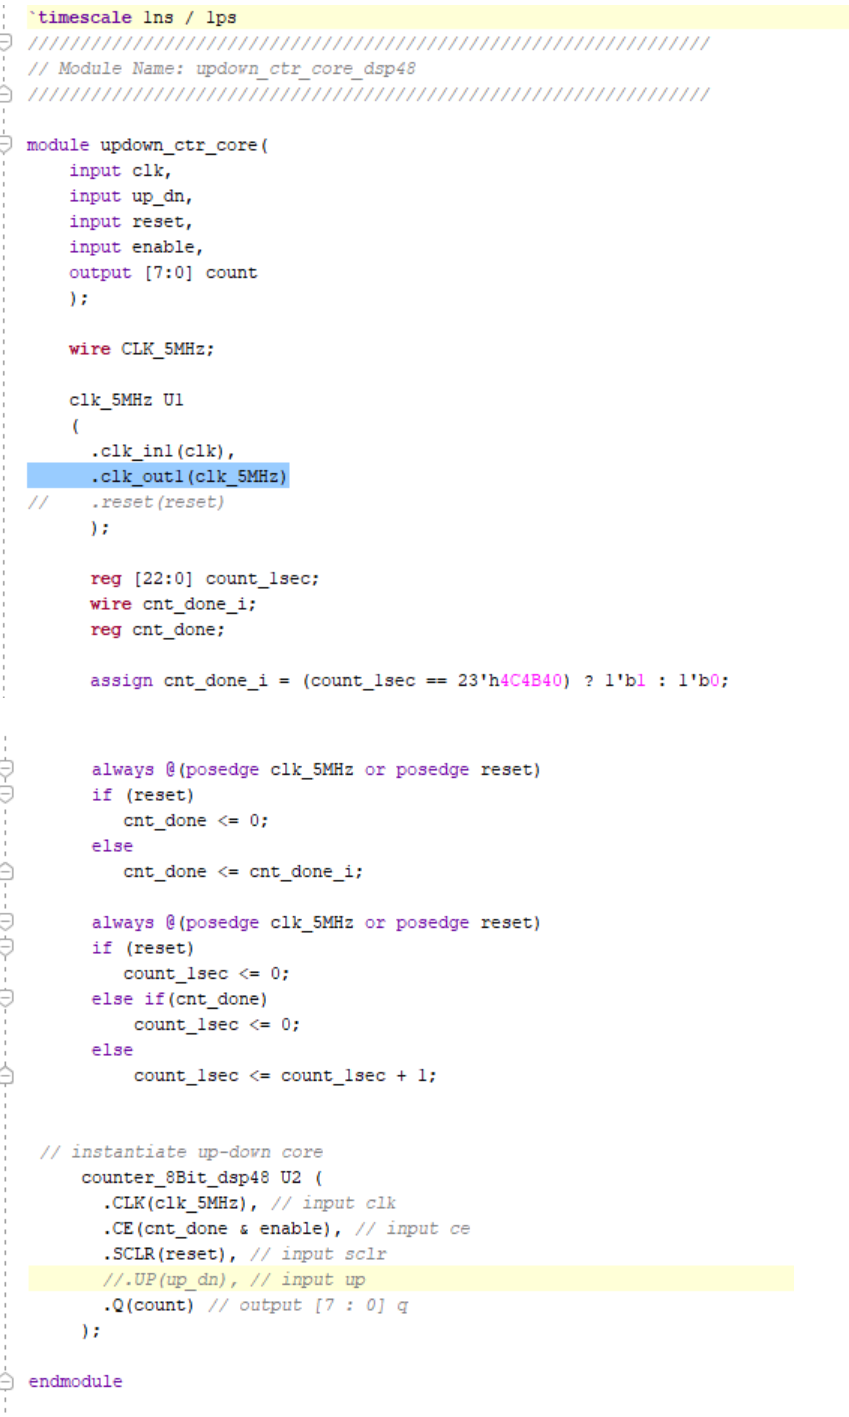 `timescale 1ns / 1ps
//////////////////////////////////////////////////////////////////
// Module Name: updown_ctr_core_dsp48
//////////////////////////////////////////////////////////////////
module updown_ctr_core(
input clk,
input up_dn,
input reset,
input enable,
output [7:0] count
);
wire CLK_5MHz;
clk_5MHz U1
(
.clk_in1(clk),
.clk_out1(clk_5MHz)
// .reset(reset)
);
reg [22:0] count_1sec;
wire cnt_done_i;
reg cnt_done;
assign cnt_done_i = (count_1sec == 23'h4C4B40) ? 1'b1 : 1'b0;
always @(posedge clk_5MHz or posedge reset)
if (reset)
cnt_done <= 0;
else
cnt_done <= cnt_done_i;
always @(posedge clk_5MHz or posedge reset)
if (reset)
count_1sec <= 0;
else if(cnt_done)
count_1sec <= 0;
else
count_1sec <= count_1sec + 1;
// instantiate up-down core
counter_8Bit_dsp48 U2 (
.CLK(clk_5MHz), // input clk
.CE(cnt_done & enable), // input ce
.SCLR(reset), // input sclr
//.UP(up_dn), // input up
.Q(count) // output [7 : 0] q
);
endmodule